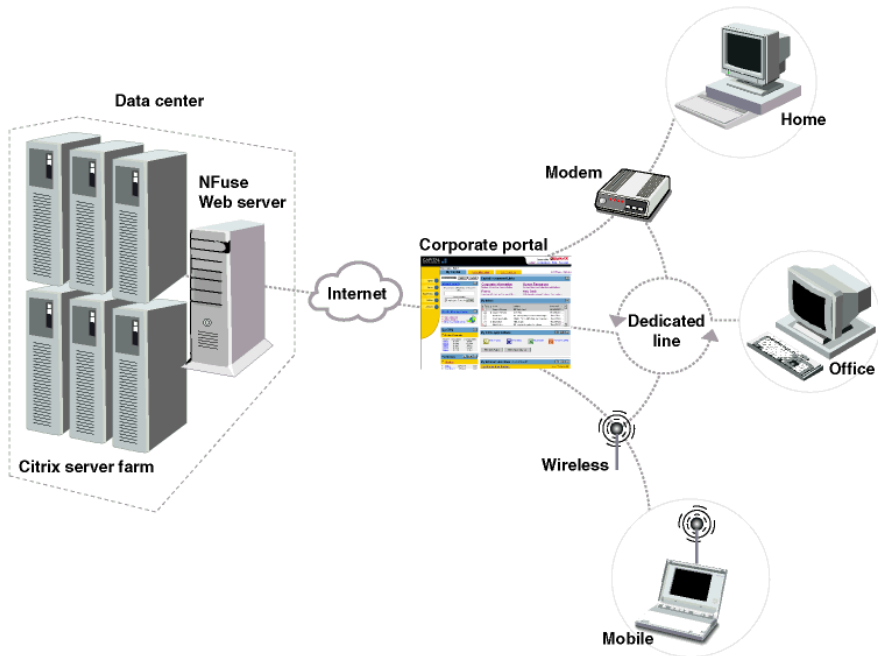 Data center
NFuse
Web server
Citrix server farm
Internet
Corporate portal
Modem
Home
Dedicated
line
Office
Wireless
Mobile